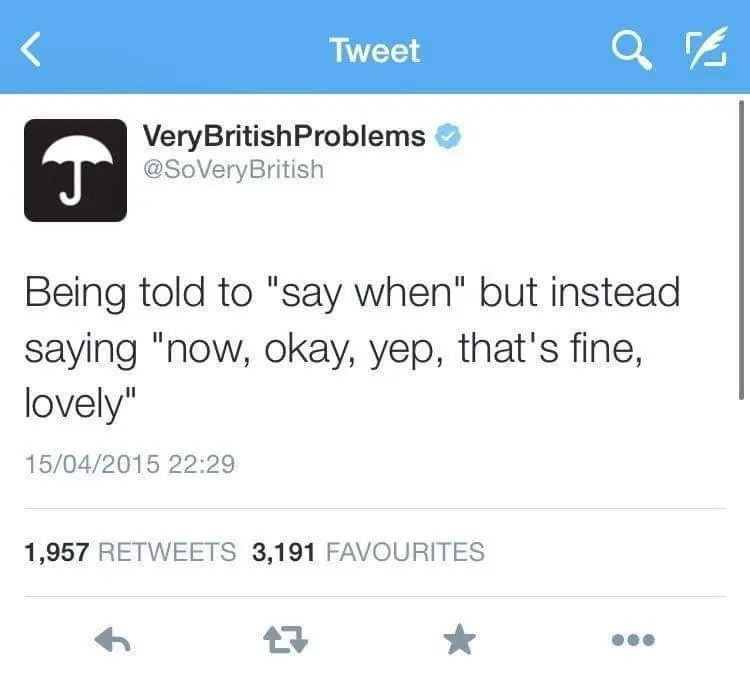 Tweet
VeryBritishProblems
@SoVeryBritish
Being told to "say when" but instead
saying "now, okay, yep, that's fine,
lovely"
15/04/2015 22:29
1,957 RETWEETS 3,191 FAVOURITES